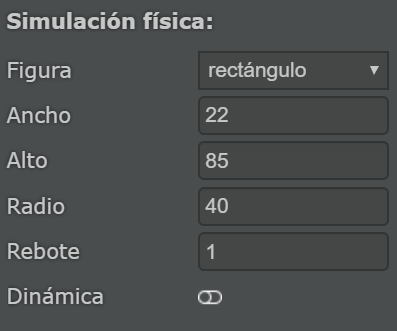 Simulación física:
Figura rectángulo
Ancho 22
Alto 85
Radio 40
Rebote 1
Dinámica